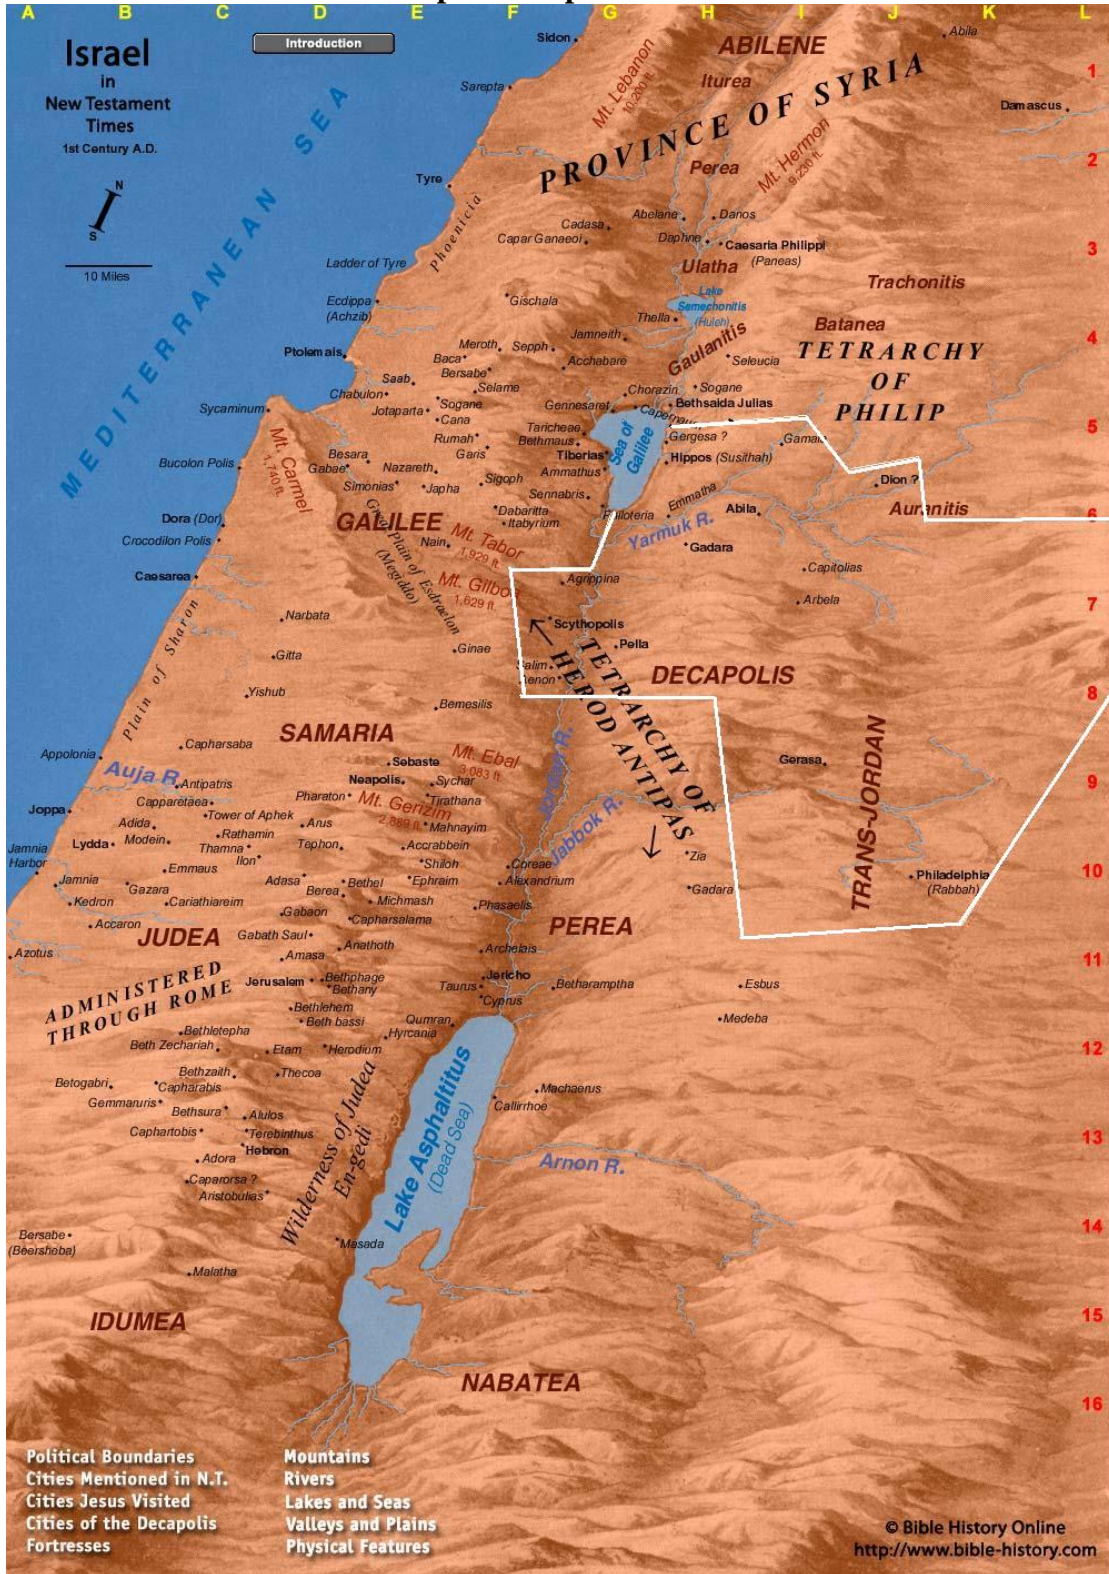 A B C D E F G H I J K L
Israel
in
New Testament
Times
1st Century A.D.
N
S
10 Miles
Introduction
MEDITERRANEAN SEA
Sidon
ABILENE
Abila
Iturea
1
Sarepta
Mt. Lebanon
10,200 ft.
PROVINCE OF SYRIA
Damascus
Perea
Mt. Hermon
9,230 ft.
2
Tyre
Phoenicia
Abelane
Danos
Cadasa
Capar Ganaeoi
Daphne
Caesaria Philippi
(Paneas)
3
Ladder of Tyre
Ulatha
Trachonitis
Ecdippa
(Achzib)
Gischala
Lake
Semechonitis
(Huleh)
Thella
Batanea
Jamneith
4
Ptolemais
Meroth
Sepph
Baca
Acchabare
Bersabe
Gaulanitis
Seleucia
TETRARCHY
OF
PHILIP
Saab
Selame
Chabulon
Chorazin
Sogane
Sycaminum
Jotaparta
Sogane
Gennesaret
Bethsaida Julias
Cana
Capernaum
Mt. Carmel
1,740 ft.
Rumah
Taricheae
Bethmaus
Sea of
Galilee
Gergesa ?
Gamala
5
Garis
Besara
Gabae
Tiberias
Hippos (Susithah)
Bucolon Polis
Nazareth
Ammathus
Simonias
Japha
Sigoph
Sennabris
Emmatha
Dion ?
Dora (Dor)
GALILEE
Dabaritta
Itabyrium
Philoteria
Abila
Auranitis
6
Crocodilon Polis
Nain
Mt. Tabor
1,929 ft.
Yarmuk R.
Gadara
Great Plain of Esdraelon
(Megiddo)
Caesarea
Mt. Gilboa
1,629 ft.
Agrippina
Capitolias
Arbela
7
Plain of Sharon
Narbata
Scythopolis
Ginae
Pella
Gitta
Salim
Aenon
DECAPOLIS
8
TETRARCHY OF
HEROD ANTIPAS
Yishub
Bemesilis
SAMARIA
Capharsaba
Appolonia
Mt. Ebal
3,083 ft.
Sebaste
Jordan R.
Gerasa
TRANS-JORDAN
Auja R.
Antipatris
Neapolis
Sychar
9
Pharaton
Tirathana
Joppa
Capparetaea
Mt. Gerizim
2,889 ft.
Tower of Aphek
Adida
Arus
Mahnayim
Rathamin
Jabbok R.
Lydda
Modein
Thamna
Tephon
Accrabbein
Jamnia
Harbor
Ilon
Zia
Emmaus
Shiloh
Coreae
10
Jamnia
Adasa
Bethel
Ephraim
Alexandrium
Gadara
Philadelphia
(Rabbah)
Gazara
Berea
Kedron
Cariathiareim
Michmash
Phasaelis
Gabaon
Capharsalama
Accaron
PEREA
JUDEA
Gabath Saul
Anathoth
Azotus
Amasa
Archelais
11
ADMINISTERED
THROUGH ROME
Jerusalem
Bethphage
Bethany
Jericho
Taurus
Betharamptha
Esbus
Cyprus
Bethlehem
Beth bassi
Qumran
Medeba
Bethletepha
Hyrcania
Beth Zechariah
Etam
Herodium
12
Bethzaith
Thecoa
Betogabri
Capharabis
Machaerus
Gemmaruris
Callirrhoe
Bethsura
Alulos
Wilderness of Judea
En-gedi
Lake Asphaltitus
(Dead Sea)
Caphartobis
Terebinthus
13
Hebron
Adora
Arnon R.
Caparorsa ?
Aristobulias
Bersabe
(Beersheba)
Masada
14
Malatha
IDUMEA
15
NABATEA
16
Political Boundaries
Cities Mentioned in N.T.
Cities Jesus Visited
Cities of the Decapolis
Fortresses
Mountains
Rivers
Lakes and Seas
Valleys and Plains
Physical Features
© Bible History Online
http://www.bible-history.com